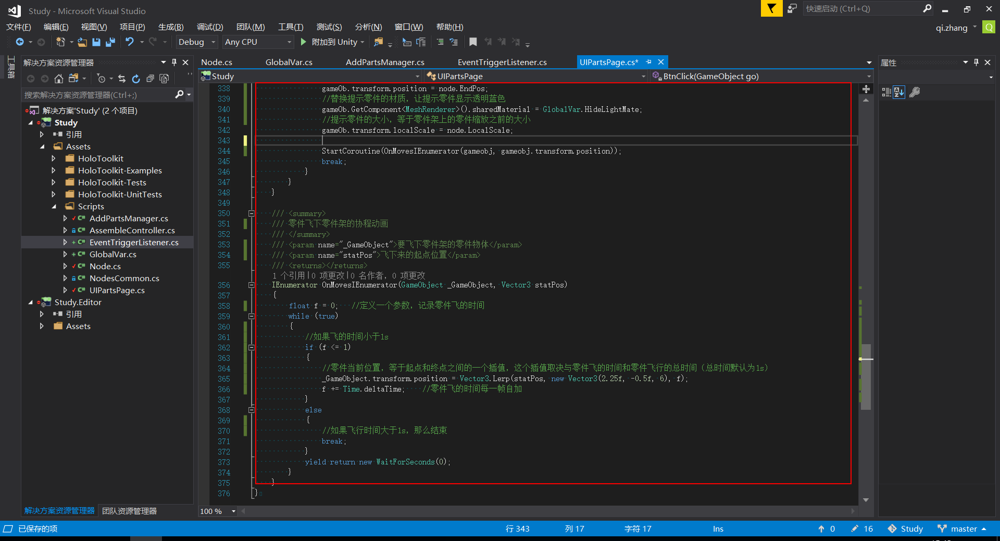 Study - Microsoft Visual Studio
快速启动 (Ctrl+Q)
文件(F) 编辑(E) 视图(V) 项目(P) 生成(B) 调试(D) 团队(M) 工具(T) 测试(S) 分析(N) 窗口(W) 帮助(H)
qi.zhang Q
Debug Any CPU 附加到 Unity
工具箱
解决方案资源管理器
搜索解决方案资源管理器(Ctrl+;)
解决方案'Study' (2 个项目)
Study
引用
Assets
HoloToolkit
HoloToolkit-Examples
HoloToolkit-Tests
HoloToolkit-UnitTests
Scripts
C# AddPartsManager.cs
C# AssembleController.cs
C# EventTriggerListener.cs
C# GlobalVar.cs
C# Node.cs
C# NodesCommon.cs
C# UIPartsPage.cs
Study.Editor
引用
Assets
解决方案资源管理器 团队资源管理器
Node.cs GlobalVar.cs AddPartsManager.cs EventTriggerListener.cs UIPartsPage.cs*
Study UIPartsPage BtnClick(GameObject go)
338 gameOb.transform.position = node.EndPos;
339 //替换提示零件的材质，让提示零件显示透明蓝色
340 gameOb.GetComponent<MeshRenderer>().sharedMaterial = GlobalVar.HideLightMate;
341 //提示零件的大小，等于零件架上的零件缩放之前的大小
342 gameOb.transform.localScale = node.LocalScale;
343
344 StartCoroutine(OnMovesIEnumerator(gameobj, gameobj.transform.position));
345 break;
346 }
347 }
348 }
349
350 /// <summary>
351 /// 零件飞下零件架的协程动画
352 /// </summary>
353 /// <param name="_GameObject">要飞下零件架的零件物体</param>
354 /// <param name="statPos">飞下来的起点位置</param>
355 /// <returns></returns>
1 个引用|0 项更改|0 名作者，0 项更改
356 IEnumerator OnMovesIEnumerator(GameObject _GameObject, Vector3 statPos)
357 {
358 float f = 0; //定义一个参数，记录零件飞的时间
359 while (true)
360 {
361 //如果飞的时间小于1s
362 if (f <= 1)
363 {
364 //零件当前位置，等于起点和终点之间的一个插值，这个插值取决与零件飞的时间和零件飞行的总时间（总时间默认为1s）
365 _GameObject.transform.position = Vector3.Lerp(statPos, new Vector3(2.25f, -0.5f, 6), f);
366 f += Time.deltaTime; //零件飞的时间每一帧自加
367 }
368 else
369 {
370 //如果飞行时间大于1s，那么结束
371 break;
372 }
373 yield return new WaitForSeconds(0);
374 }
375 }
376 }
100 %
属性
已保存的项 行 343 列 17 字符 17 Ins 0 16 Study master